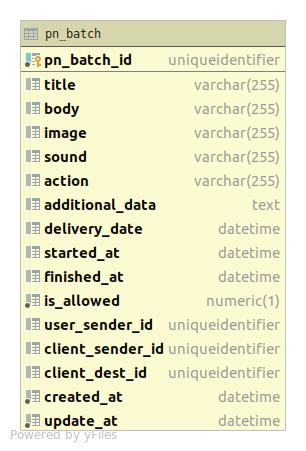 pn_batch
pn_batch_id uniqueidentifier
title varchar(255)
body varchar(255)
image varchar(255)
sound varchar(255)
action varchar(255)
additional_data text
delivery_date datetime
started_at datetime
finished_at datetime
is_allowed numeric(1)
user_sender_id uniqueidentifier
client_sender_id uniqueidentifier
client_dest_id uniqueidentifier
created_at datetime
update_at datetime
Powered by yFiles